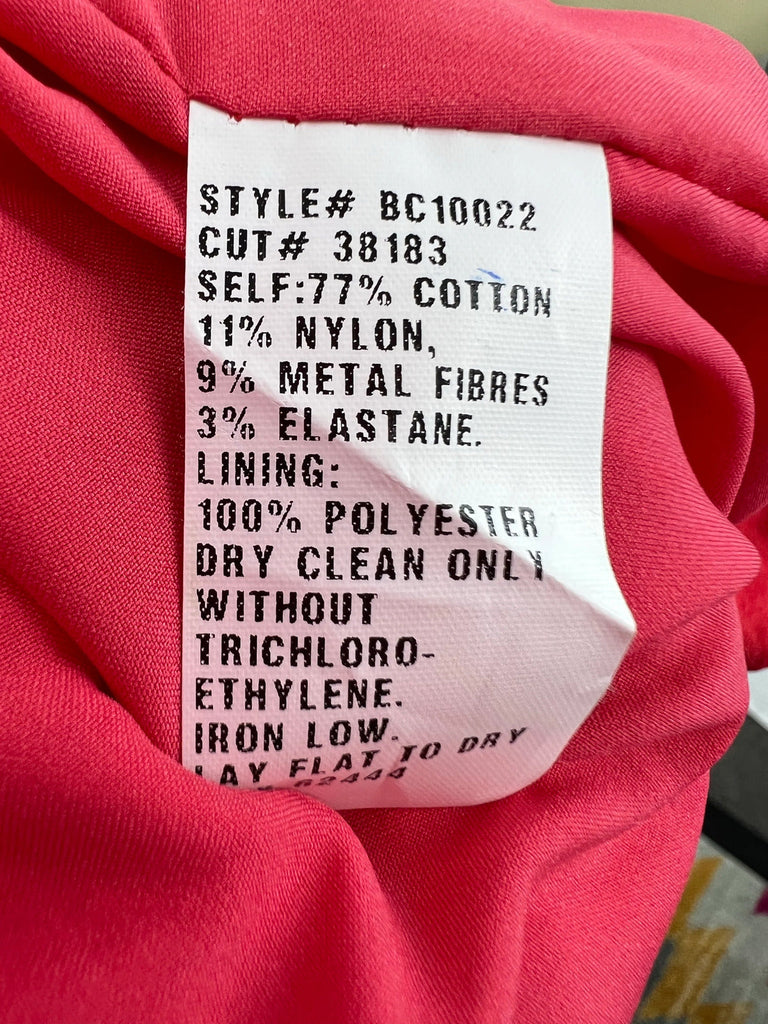 STYLE# BC10022
CUT# 38183
SELF:77% COTTON
11% NYLON,
9% METAL FIBRES
3% ELASTANE.
LINING:
100% POLYESTER
DRY CLEAN ONLY
WITHOUT
TRICHLORO-
ETHYLENE.
IRON LOW.
LAY FLAT TO DRY
62444